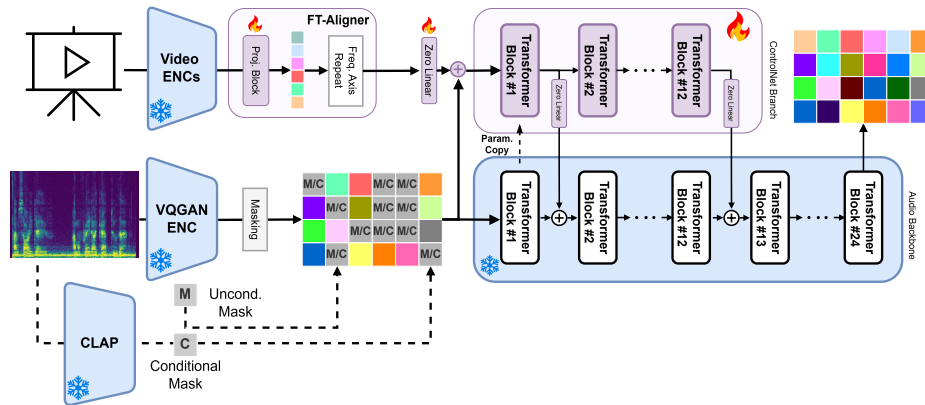 FT-Aligner
Video
ENCs
Proj. Block
Freq. Axis
Repeat
Zero Linear
Transformer
Block #1
Transformer
Block #2
Transformer
Block #12
Zero Linear
Zero Linear
ControlNet Branch
Param.
Copy
VQGAN
ENC
Masking
M/C M/C M/C
M/C M/C
M/C M/C
M/C M/C
Transformer
Block #1
Transformer
Block #2
Transformer
Block #12
Transformer
Block #13
Transformer
Block #24
Audio Backbone
M
Uncond.
Mask
CLAP
C
Conditional
Mask